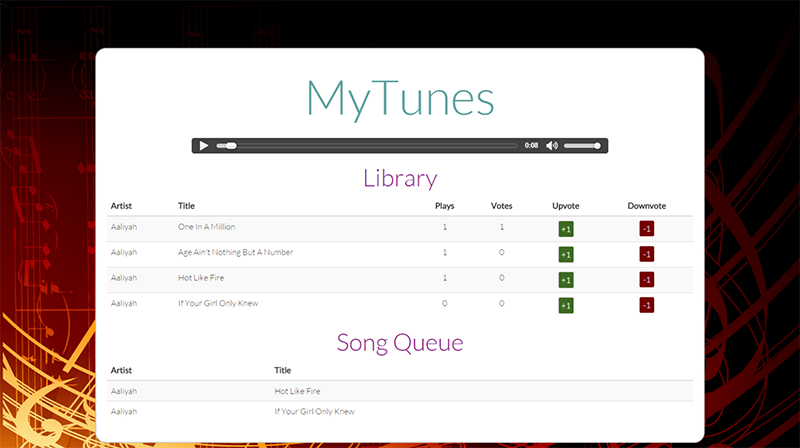 MyTunes
0:08
Library
Artist Title Plays Votes Upvote Downvote
Aaliyah One In A Million 1 1 +1 -1
Aaliyah Age Ain't Nothing But A Number 1 0 +1 -1
Aaliyah Hot Like Fire 1 0 +1 -1
Aaliyah If Your Girl Only Knew 0 0 +1 -1
Song Queue
Artist Title
Aaliyah Hot Like Fire
Aaliyah If Your Girl Only Knew